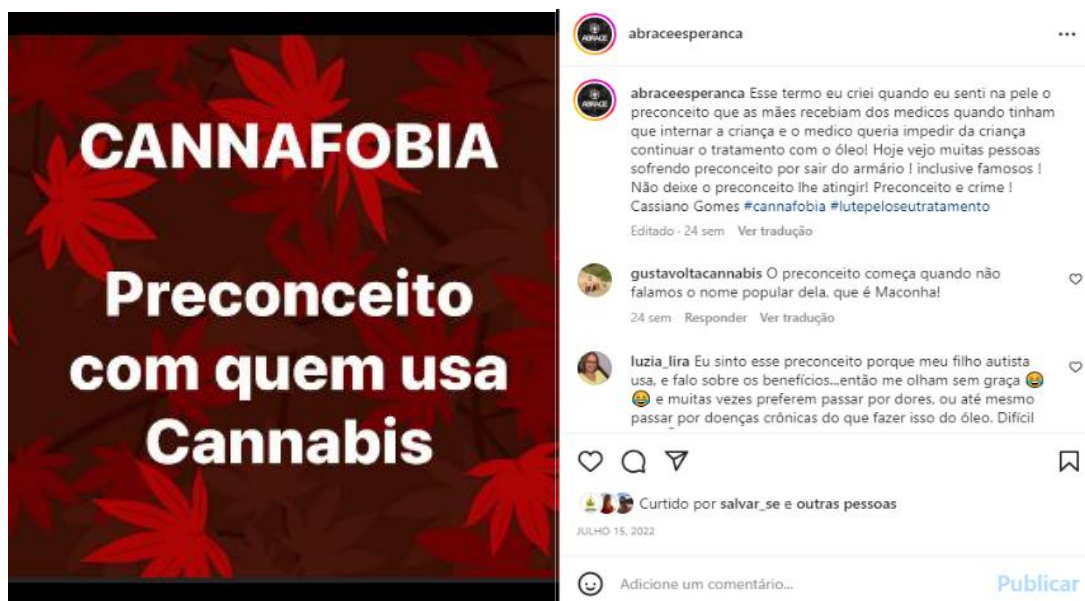 CANNAFOBIA
Preconceito
com quem usa
Cannabis
abraceesperanca
abraceesperanca Esse termo eu criei quando eu senti na pele o
preconceito que as mães recebiam dos medicos quando tinham
que internar a criança e o medico queria impedir da criança
continuar o tratamento com o óleo! Hoje vejo muitas pessoas
sofrendo preconceito por sair do armário ! inclusive famosos !
Não deixe o preconceito lhe atingir! Preconceito e crime !
Cassiano Gomes #cannafobia #lutepeloseutratamento
Editado · 24 sem Ver tradução
gustavoltacannabis O preconceito começa quando não
falamos o nome popular dela, que é Maconha!
24 sem Responder Ver tradução
luzia_lira Eu sinto esse preconceito porque meu filho autista
usa, e falo sobre os benefícios...então me olham sem graça 😂
😂 e muitas vezes preferem passar por dores, ou até mesmo
passar por doenças crônicas do que fazer isso do óleo. Difícil
Curtido por salvar_se e outras pessoas
JULHO 15, 2022
Adicione um comentário... Publicar